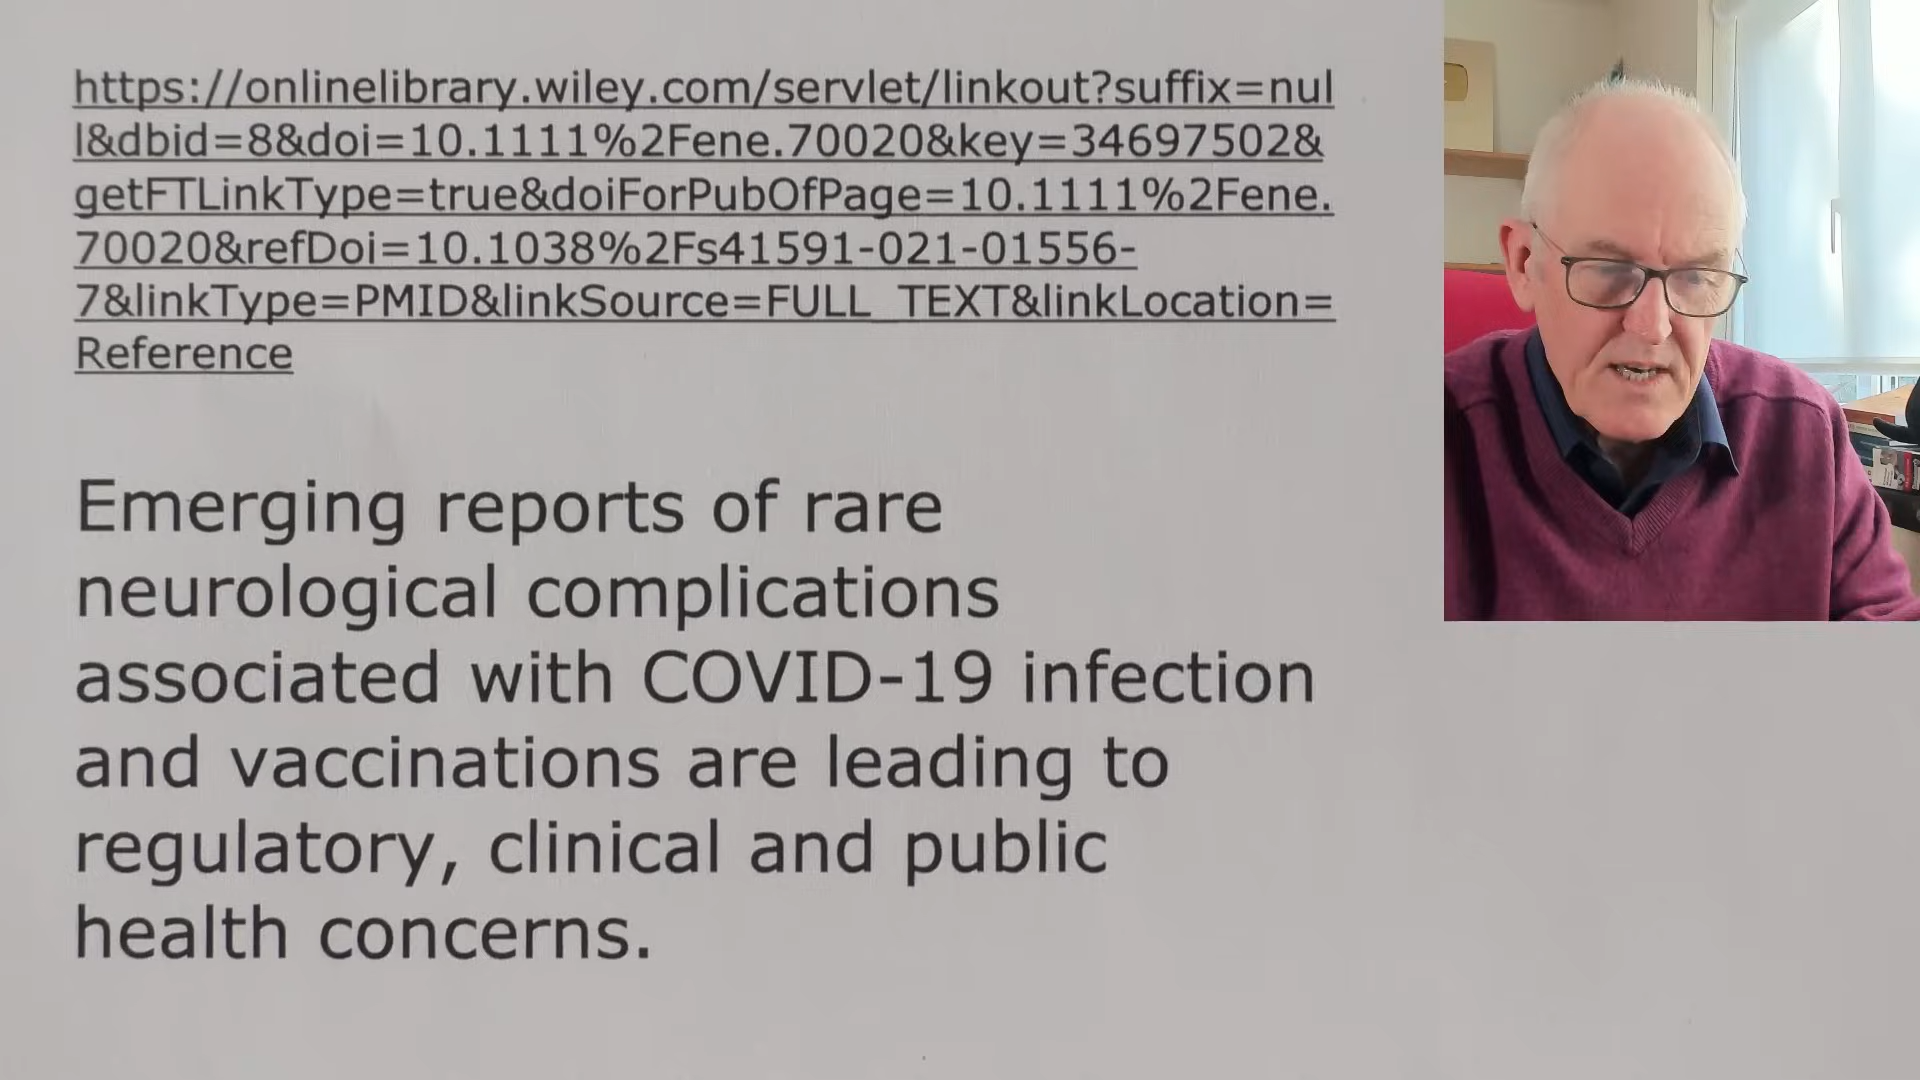 https://onlinelibrary.wiley.com/servlet/linkout?suffix=nul
l&dbid=8&doi=10.1111%2Fene.70020&key=34697502&
getFTLinkType=true&doiForPubOfPage=10.1111%2Fene.
70020&refDoi=10.1038%2Fs41591-021-01556-
7&linkType=PMID&linkSource=FULL_TEXT&linkLocation=
Reference
Emerging reports of rare
neurological complications
associated with COVID-19 infection
and vaccinations are leading to
regulatory, clinical and public
health concerns.